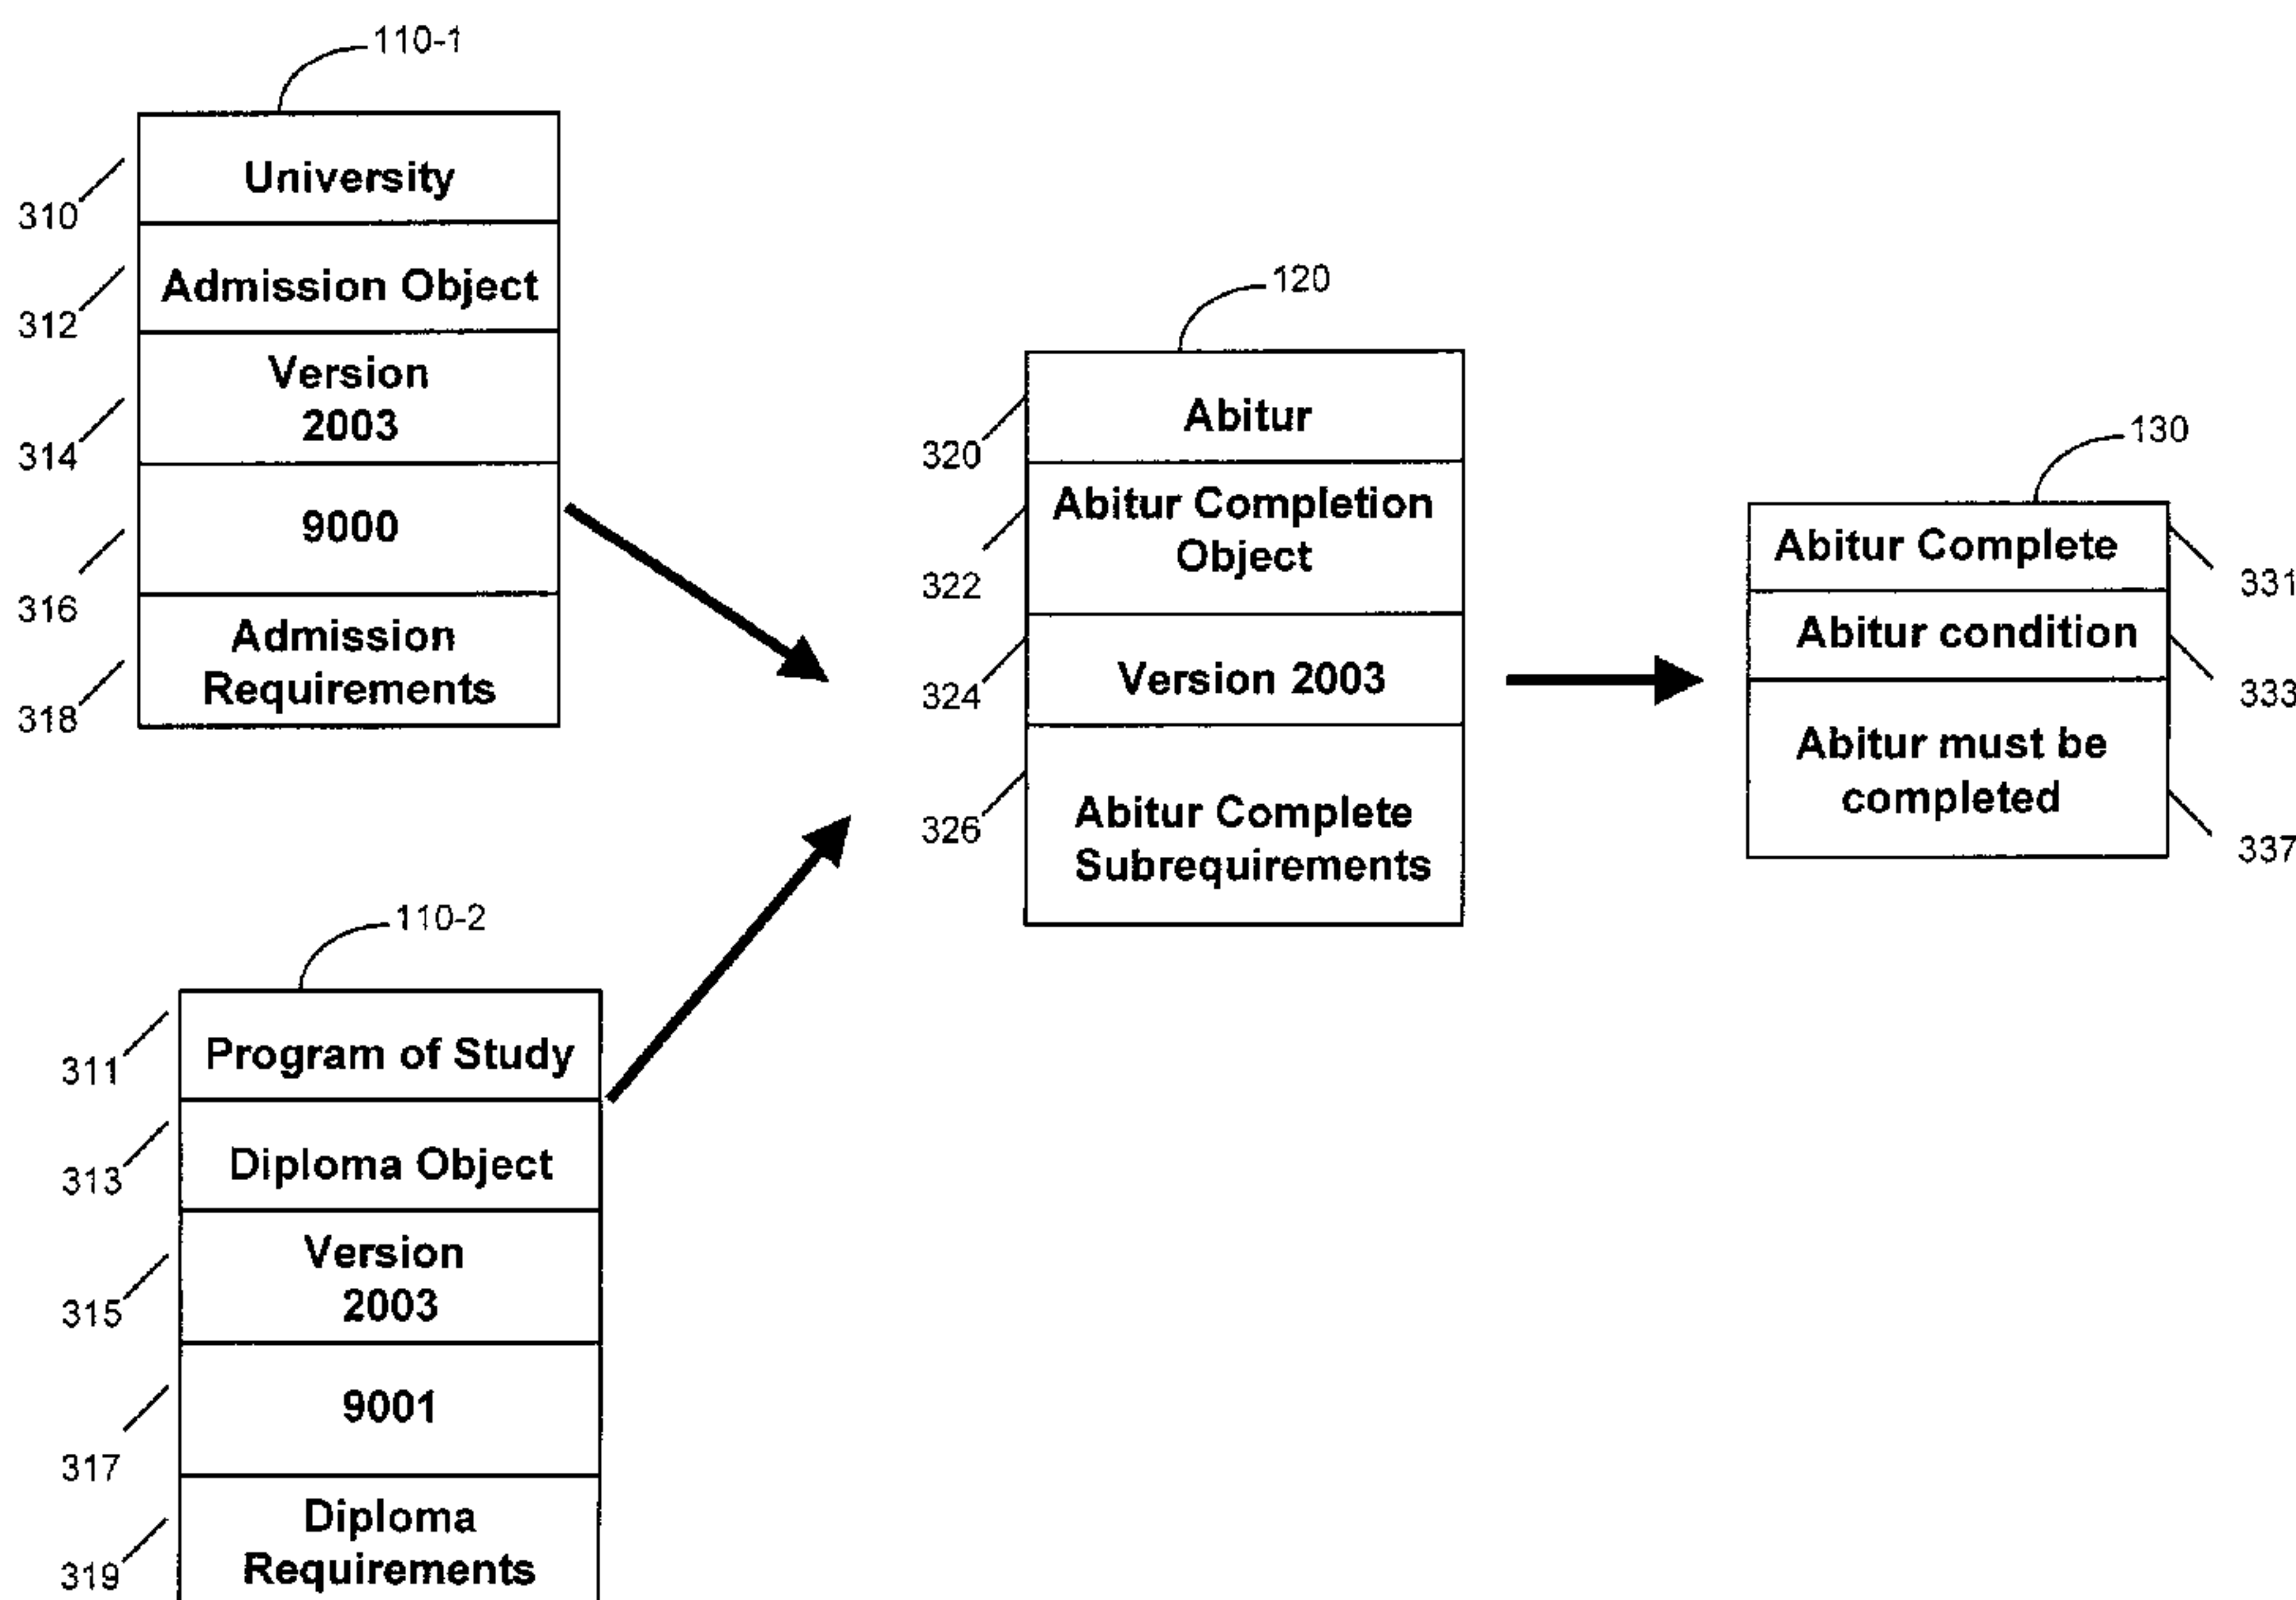 110-1
University
310
Admission Object
312
Version
2003
314
9000
316
Admission
Requirements
318
120
Abitur
320
Abitur Completion
Object
322
Version 2003
324
Abitur Complete
Subrequirements
326
130
Abitur Complete
331
Abitur condition
333
Abitur must be
completed
337
110-2
Program of Study
311
Diploma Object
313
Version
2003
315
9001
317
Diploma
Requirements
319